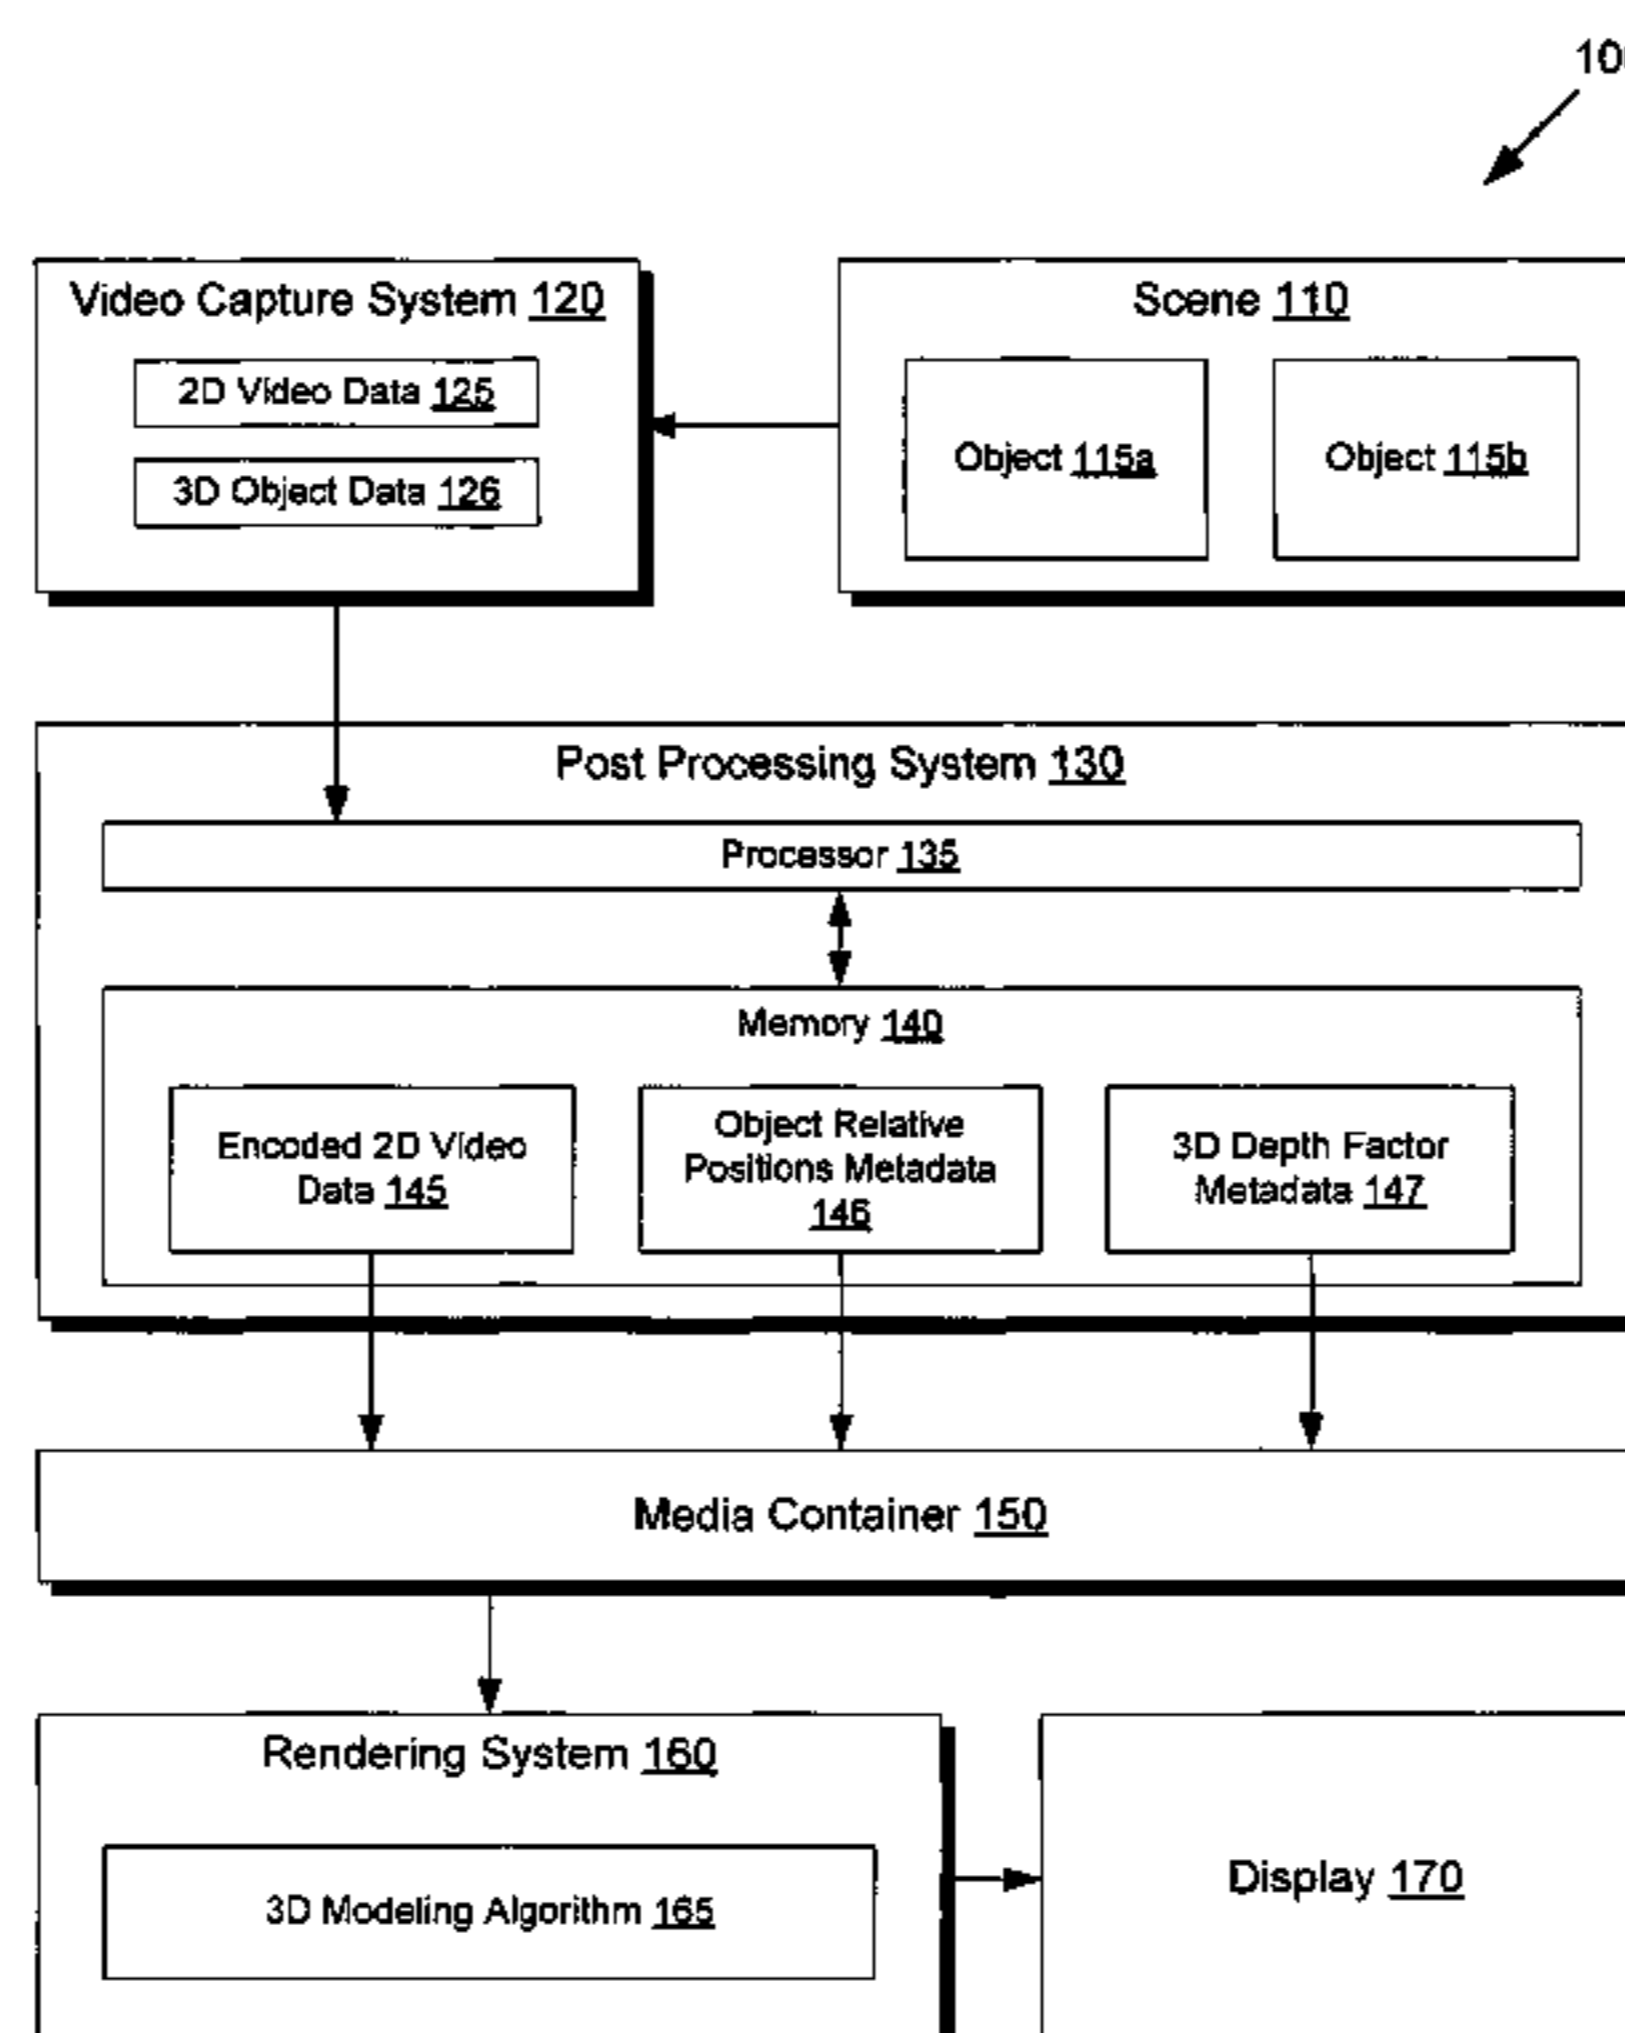 Video Capture System 120
2D Video Data 125
3D Object Data 126
Scene 110
Object 115a
Object 115b
Post Processing System 130
Processor 135
Memory 140
Encoded 2D Video
Data 145
Object Relative
Positions Metadata
146
3D Depth Factor
Metadata 147
Media Container 150
Rendering System 160
3D Modeling Algorithm 165
Display 170